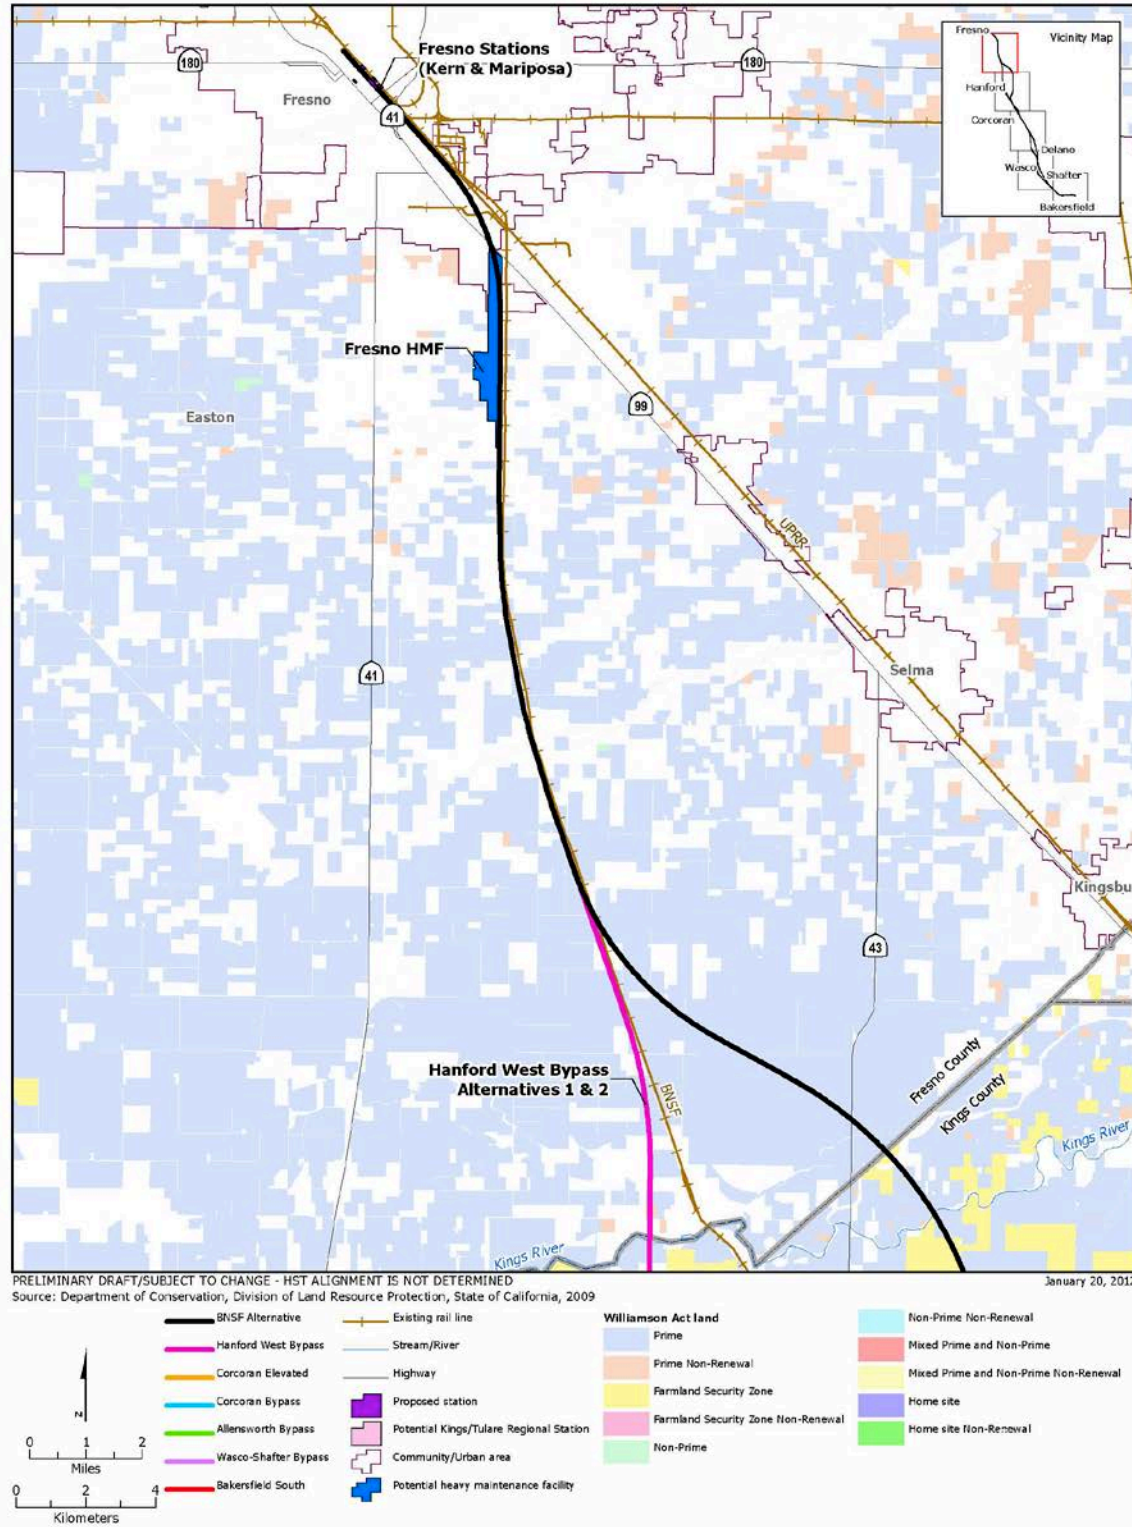 Fresno Stations
(Kern & Mariposa)
180
180
Fresno
41
Vicinity Map
Fresno
Hanford
Corcoran
Delano
Wasco
Shafter
Bakersfield
Fresno HMF
99
Easton
UPRR
41
Selma
Kingsbu
43
Hanford West Bypass
Alternatives 1 & 2
BNSF
Fresno County
Kings County
Kings River
Kings River
PRELIMINARY DRAFT/SUBJECT TO CHANGE - HST ALIGNMENT IS NOT DETERMINED
January 20, 2012
Source: Department of Conservation, Division of Land Resource Protection, State of California, 2009
BNSF Alternative
Hanford West Bypass
Corcoran Elevated
Corcoran Bypass
Allensworth Bypass
Wasco-Shafter Bypass
Bakersfield South
Existing rail line
Stream/River
Highway
Proposed station
Potential Kings/Tulare Regional Station
Community/Urban area
Potential heavy maintenance facility
Williamson Act land
Prime
Prime Non-Renewal
Farmland Security Zone
Farmland Security Zone Non-Renewal
Non-Prime
Non-Prime Non-Renewal
Mixed Prime and Non-Prime
Mixed Prime and Non-Prime Non-Renewal
Home site
Home site Non-Renewal
N
0 1 2
Miles
0 2 4
Kilometers